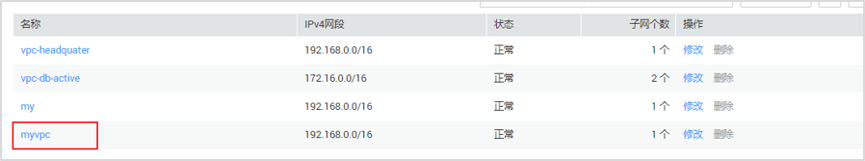 名称 IPv4网段 状态 子网个数 操作
vpc-headquater 192.168.0.0/16 正常 1 个 修改 删除
vpc-db-active 172.16.0.0/16 正常 2 个 修改 删除
my 192.168.0.0/16 正常 1 个 修改 删除
myvpc 192.168.0.0/16 正常 1 个 修改 删除